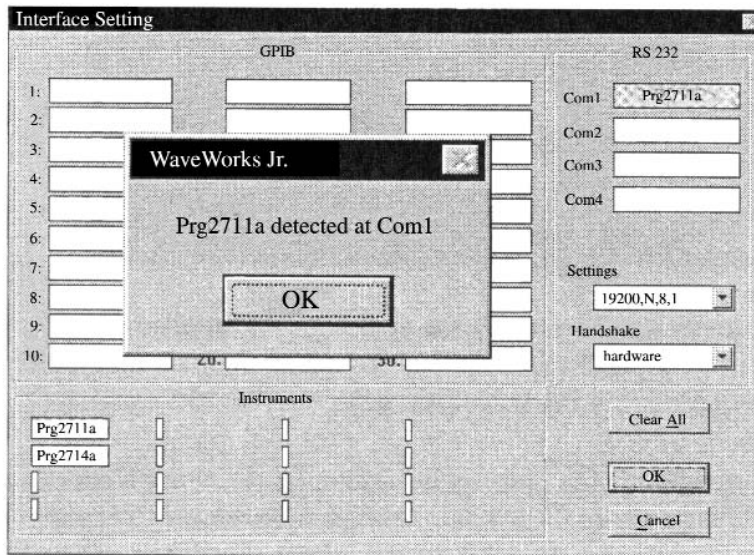 Interface Setting
GPIB
1:
2:
3:
4:
5:
6:
7:
8:
9:
10:
20.
30.
WaveWorks Jr.
Prg2711a detected at Com1
OK
RS 232
Com1 Prg2711a
Com2
Com3
Com4
Settings
19200,N,8,1
Handshake
hardware
Instruments
Prg2711a
Prg2714a
Clear All
OK
Cancel